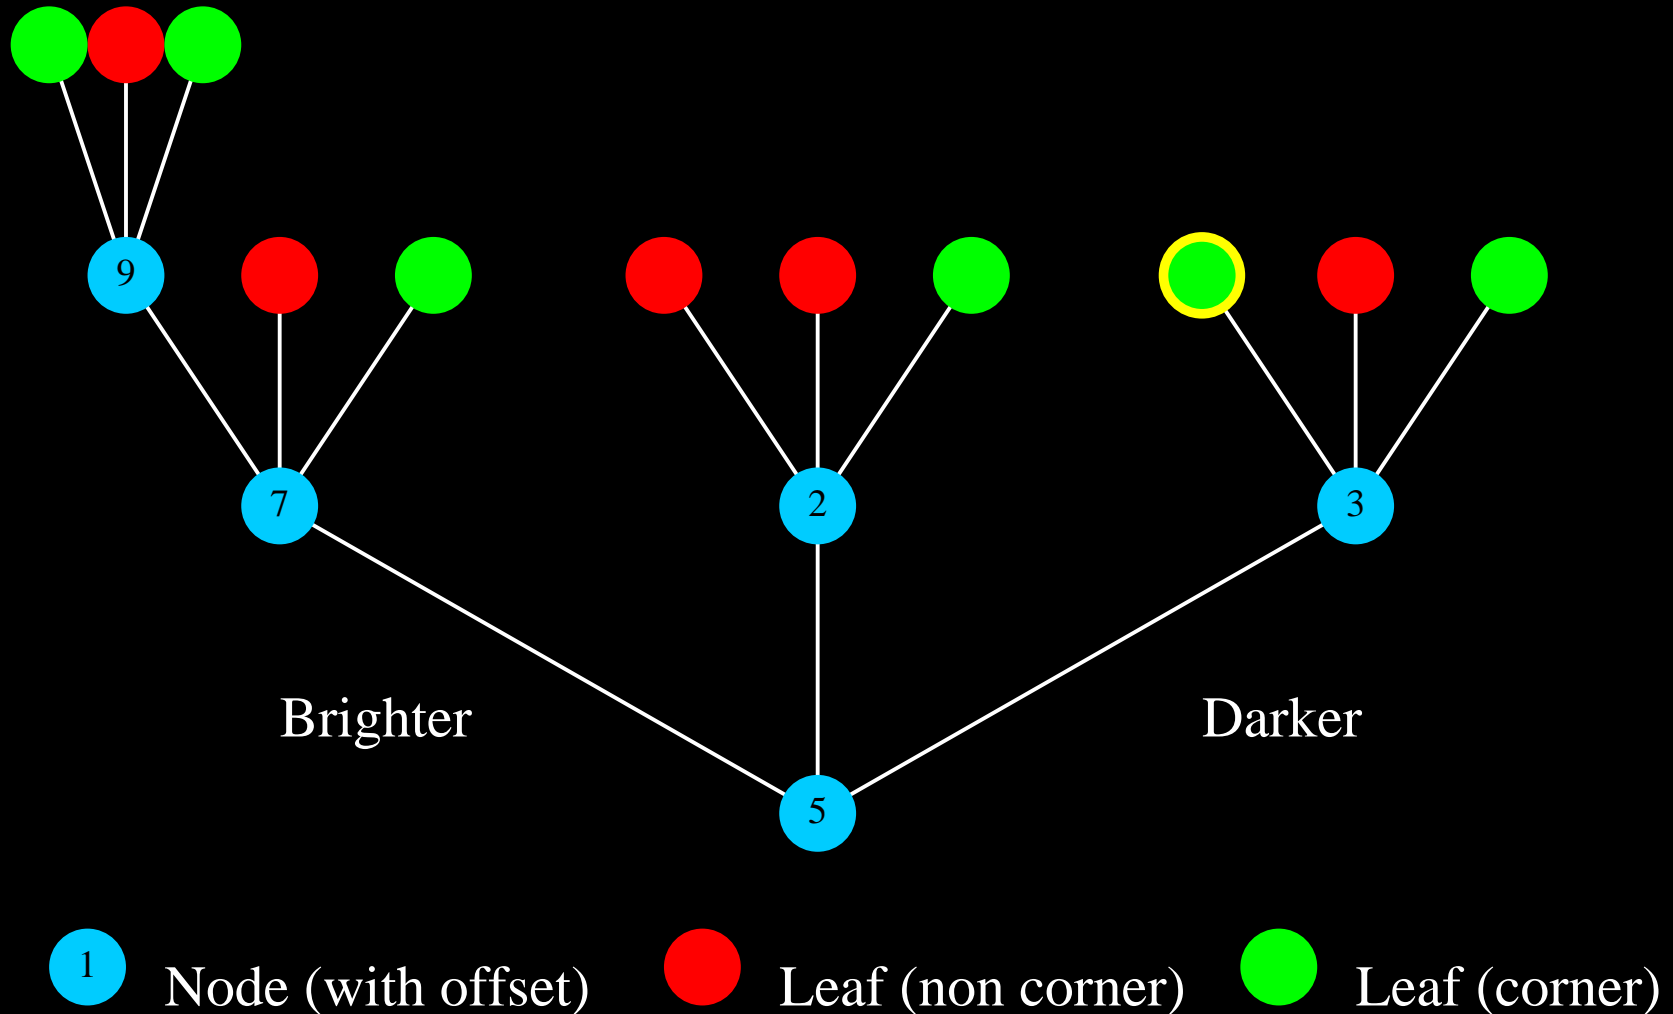 9
7 2 3
Brighter Darker
5
1 Node (with offset) Leaf (non corner) Leaf (corner)